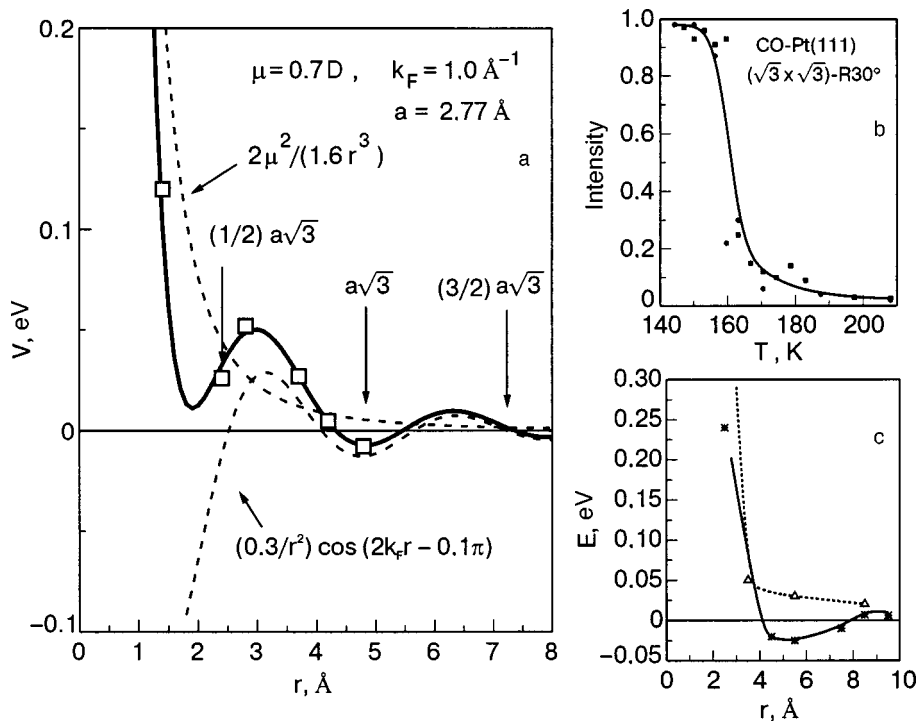 0.2
μ = 0.7 D , k_F = 1.0 Å⁻¹
a = 2.77 Å
a
2μ²/(1.6 r³)
0.1
(1/2) a√3
a√3
(3/2) a√3
V, eV
0
(0.3/r²) cos (2k_F r – 0.1π)
−0.1
0 1 2 3 4 5 6 7 8
r, Å
1.0
CO-Pt(111)
(√3 x √3)-R30°
0.8
b
Intensity
0.6
0.4
0.2
0
140 160 180 200
T, K
0.30
c
0.25
0.20
0.15
E, eV
0.10
0.05
0
-0.05
0 2 4 6 8 10
r, Å